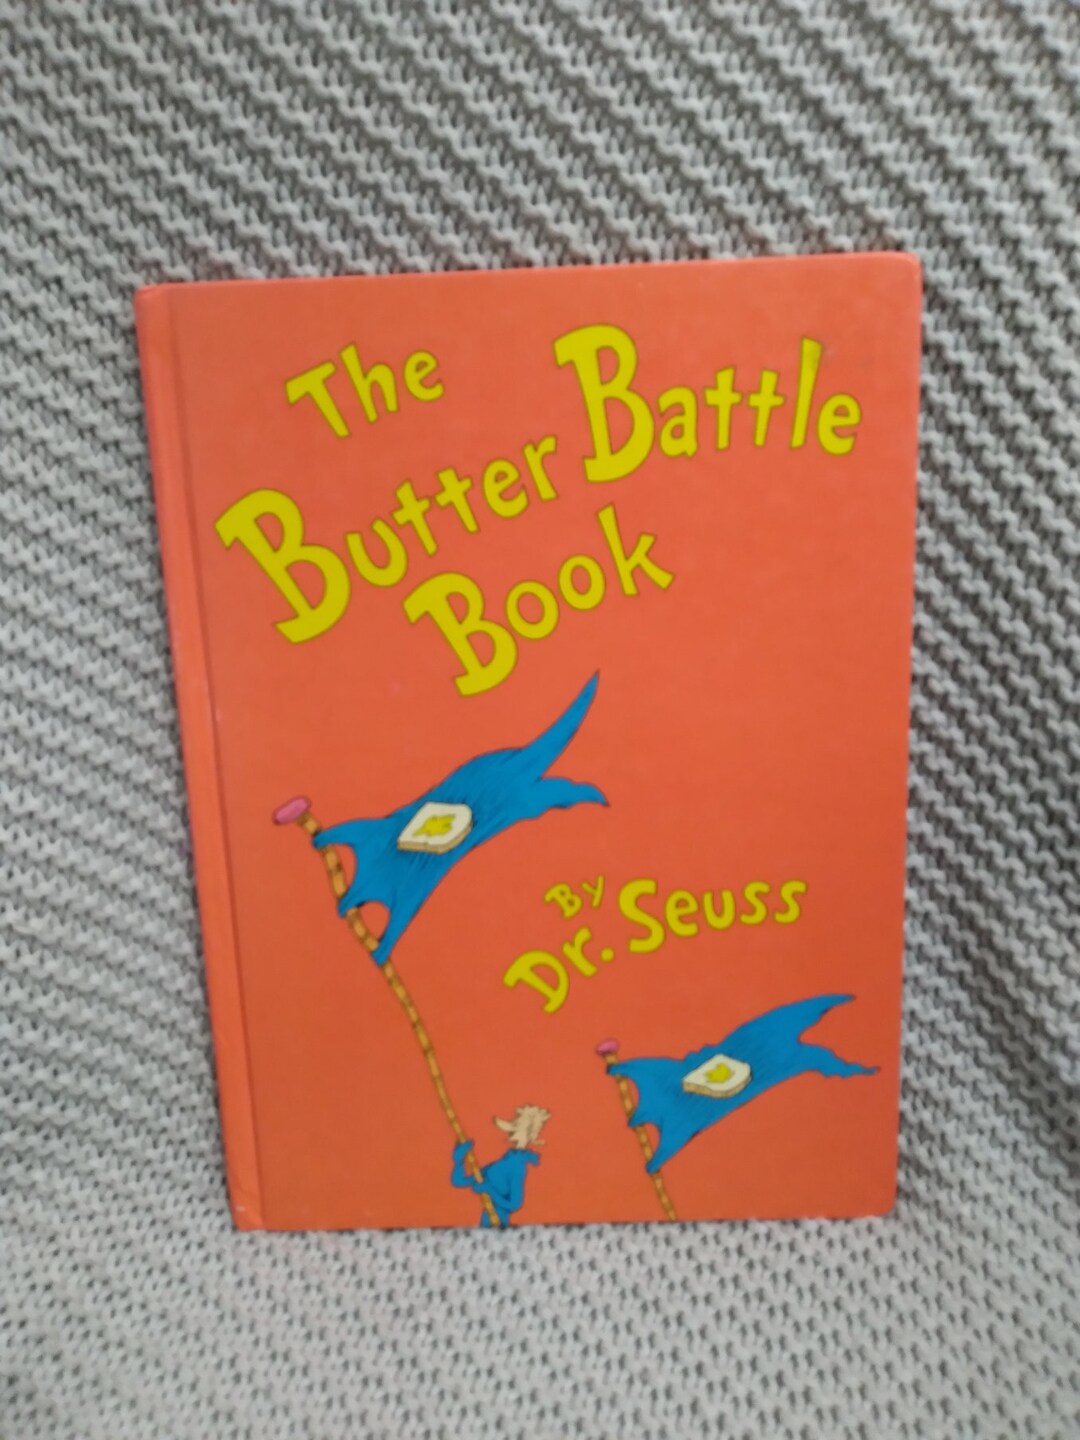 The
Butter Battle
Book
By
Dr. Seuss